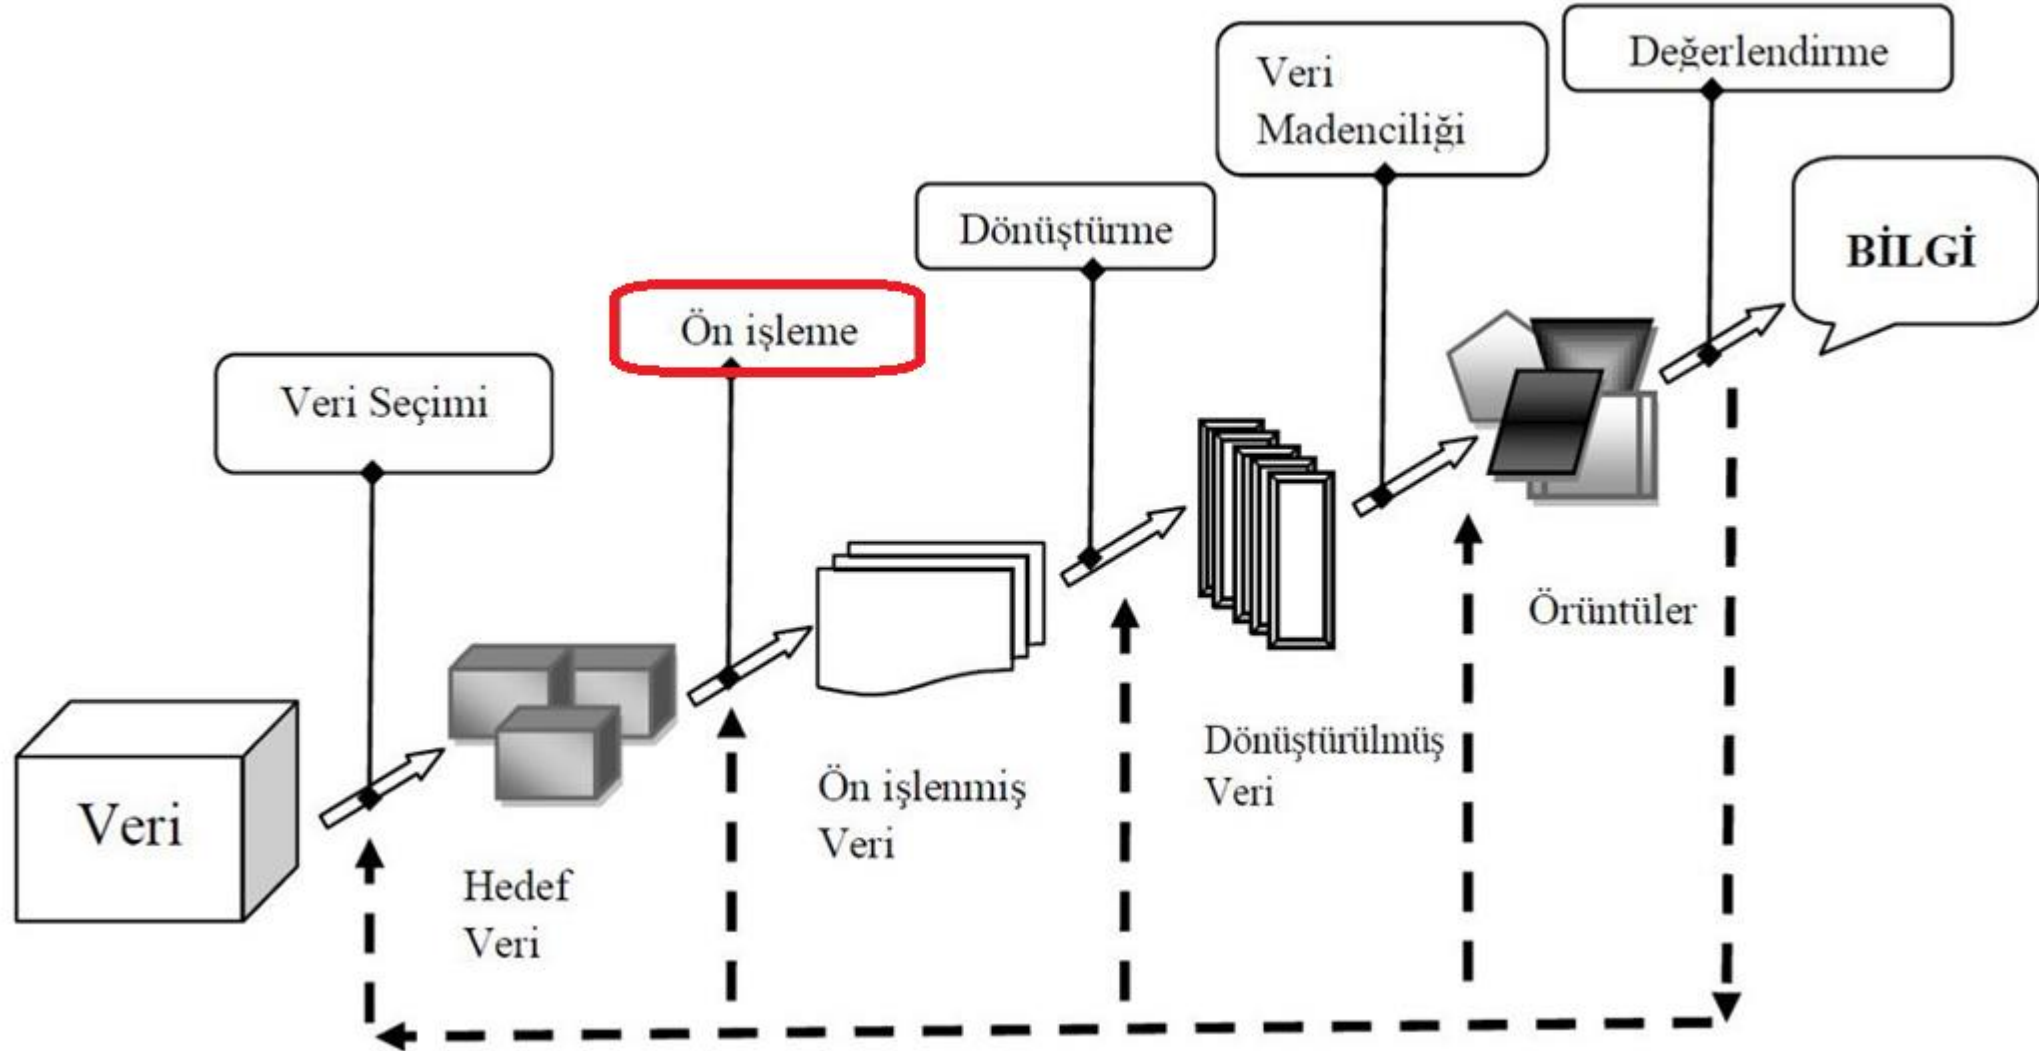 Değerlendirme
Veri
Madenciliği
Dönüştürme
BİLGİ
Ön işleme
Veri Seçimi
Örüntüler
Dönüştürülmüş
Veri
Ön işlenmiş
Veri
Veri
Hedef
Veri